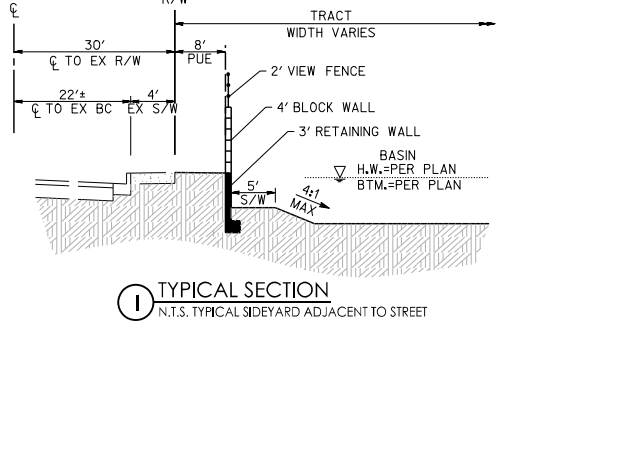 ℄
R/W
TRACT
WIDTH VARIES
30'
℄ TO EX R/W
8'
PUE
2' VIEW FENCE
22'±
℄ TO EX BC
4'
EX S/W
4' BLOCK WALL
3' RETAINING WALL
BASIN
H.W.=PER PLAN
BTM.=PER PLAN
5'
S/W
4:1
MAX
1
TYPICAL SECTION
N.T.S. TYPICAL SIDEYARD ADJACENT TO STREET